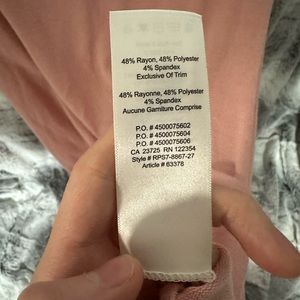 48% Rayon, 48% Polyester
4% Spandex
Exclusive Of Trim
48% Rayonne, 48% Polyester
4% Spandex
Aucune Garniture Comprise
P.O. # 4500075602
P.O. # 4500075604
P.O. # 4500075606
CA 23725 RN 122354
Style # RPS7-8867-27
Article # 63378